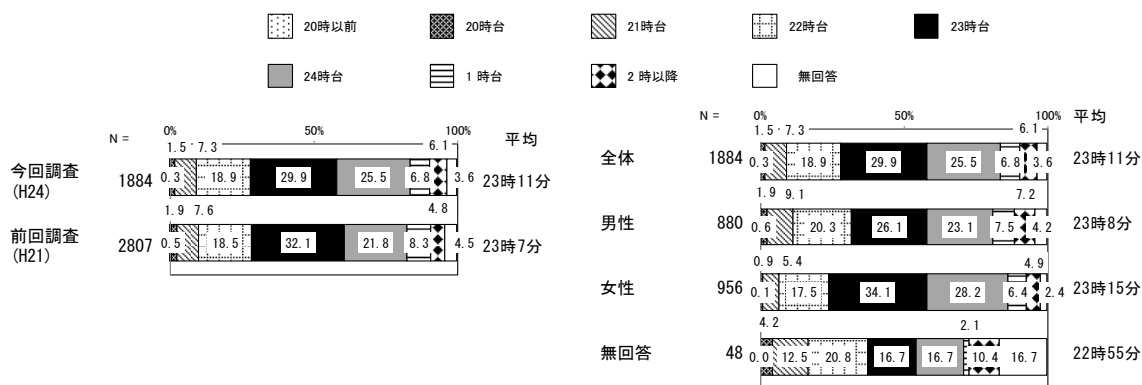 20時以前 20時台 21時台 22時台 23時台
24時台 1時台 2時以降 無回答
N = 0% 50% 100% 平均
1.5 7.3 6.1
今回調査
(H24)
1884 0.3 18.9 29.9 25.5 6.8 3.6 23時11分
1.9 7.6 4.8
前回調査
(H21)
2807 0.5 18.5 32.1 21.8 8.3 4.5 23時7分
N = 0% 50% 100% 平均
1.5 7.3 6.1
全体 1884 0.3 18.9 29.9 25.5 6.8 3.6 23時11分
1.9 9.1 7.2
男性 880 0.6 20.3 26.1 23.1 7.5 4.2 23時8分
0.9 5.4 4.9
女性 956 0.1 17.5 34.1 28.2 6.4 2.4 23時15分
4.2 2.1
無回答 48 0.0 12.5 20.8 16.7 16.7 10.4 16.7 22時55分